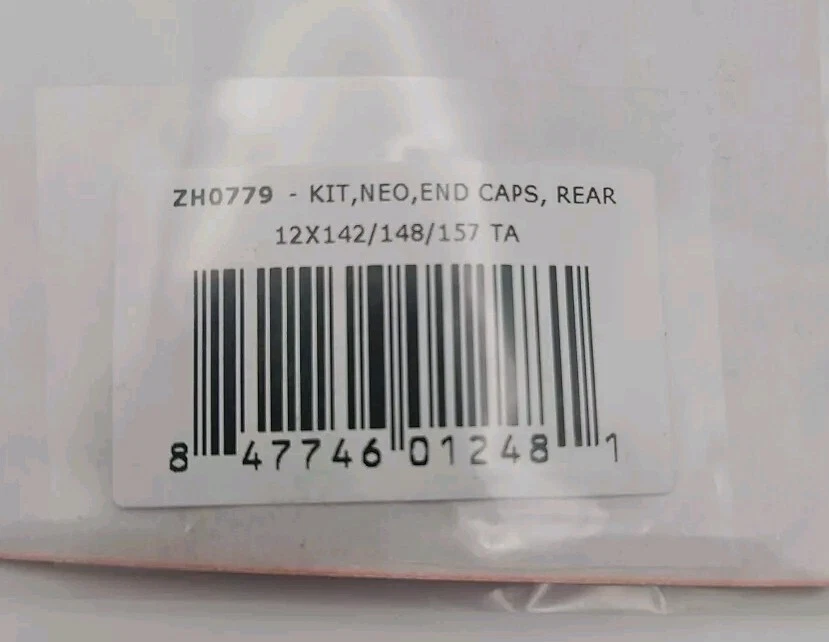 ZH0779 - KIT,NEO,END CAPS, REAR
12X142/148/157 TA
8 47746 01248 1